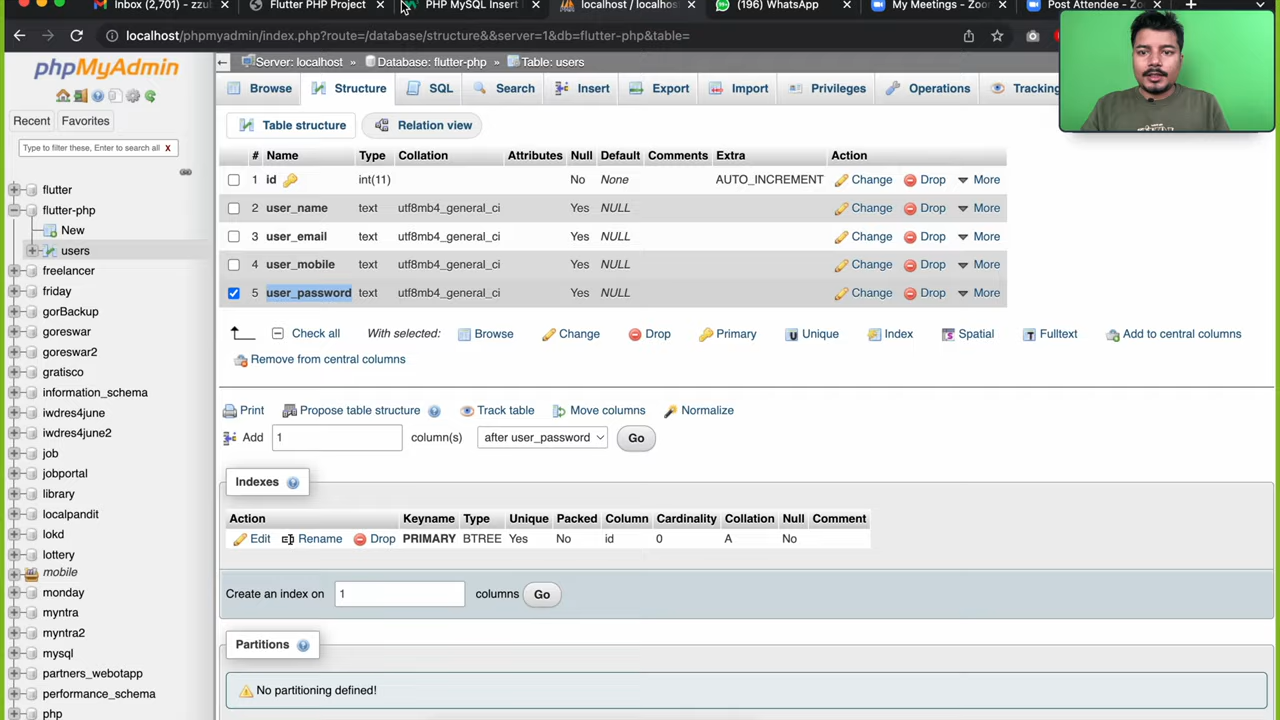 Inbox (2,701) - zzul
Flutter PHP Project
PHP MySQL Insert
localhost / localhos
(196) WhatsApp
My Meetings - Zoom
Post Attendee - Zoo
localhost/phpmyadmin/index.php?route=/database/structure&&server=1&db=flutter-php&table=
phpMyAdmin
Recent Favorites
Type to filter these, Enter to search all X
flutter
flutter-php
New
users
freelancer
friday
gorBackup
goreswar
goreswar2
gratisco
information_schema
iwdres4june
iwdres4june2
job
jobportal
library
localpandit
lokd
lottery
mobile
monday
myntra
myntra2
mysql
partners_webotapp
performance_schema
php
Server: localhost » Database: flutter-php » Table: users
Browse Structure SQL Search Insert Export Import Privileges Operations Tracking
Table structure Relation view
# Name Type Collation Attributes Null Default Comments Extra Action
1 id int(11) No None AUTO_INCREMENT Change Drop More
2 user_name text utf8mb4_general_ci Yes NULL Change Drop More
3 user_email text utf8mb4_general_ci Yes NULL Change Drop More
4 user_mobile text utf8mb4_general_ci Yes NULL Change Drop More
5 user_password text utf8mb4_general_ci Yes NULL Change Drop More
Check all With selected: Browse Change Drop Primary Unique Index Spatial Fulltext Add to central columns
Remove from central columns
Print Propose table structure Track table Move columns Normalize
Add 1 column(s) after user_password Go
Indexes
Action Keyname Type Unique Packed Column Cardinality Collation Null Comment
Edit Rename Drop PRIMARY BTREE Yes No id 0 A No
Create an index on 1 columns Go
Partitions
No partitioning defined!